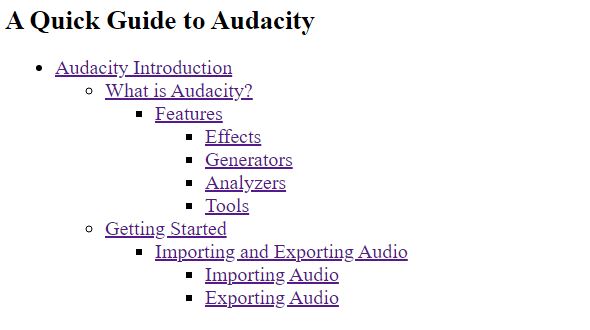 A Quick Guide to Audacity
Audacity Introduction
What is Audacity?
Features
Effects
Generators
Analyzers
Tools
Getting Started
Importing and Exporting Audio
Importing Audio
Exporting Audio